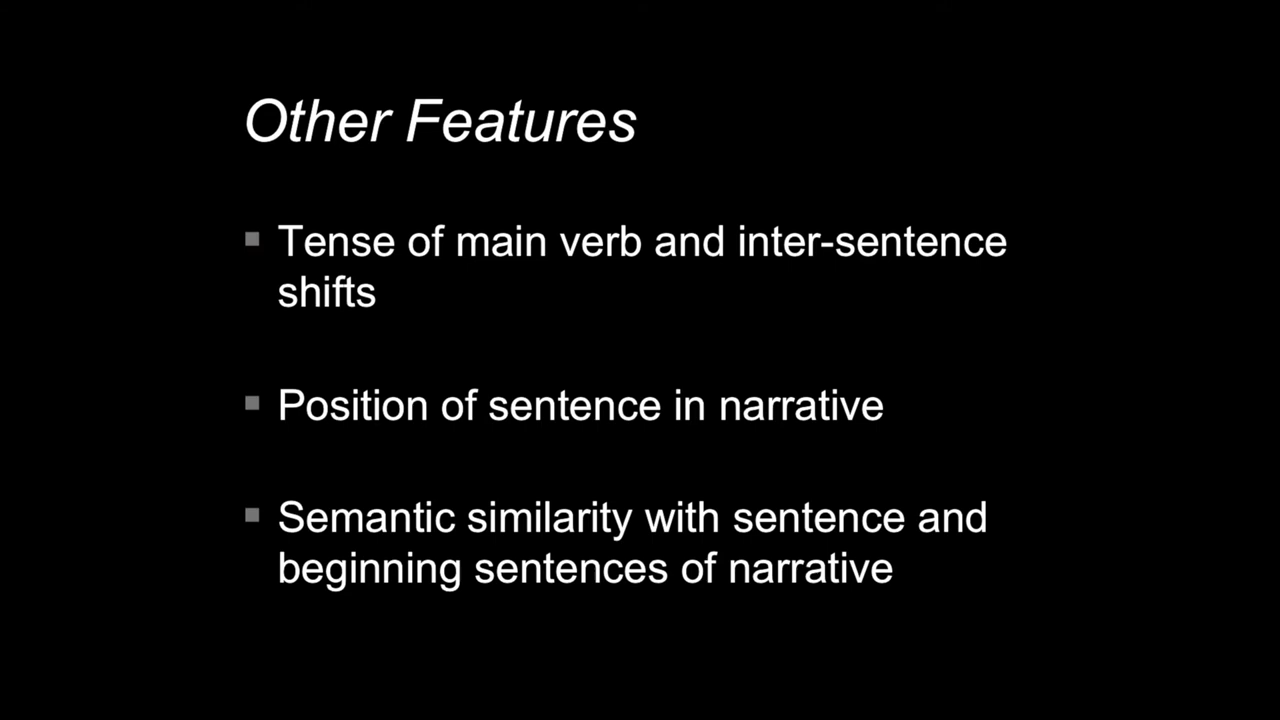 Other Features
Tense of main verb and inter-sentence
shifts
Position of sentence in narrative
Semantic similarity with sentence and
beginning sentences of narrative